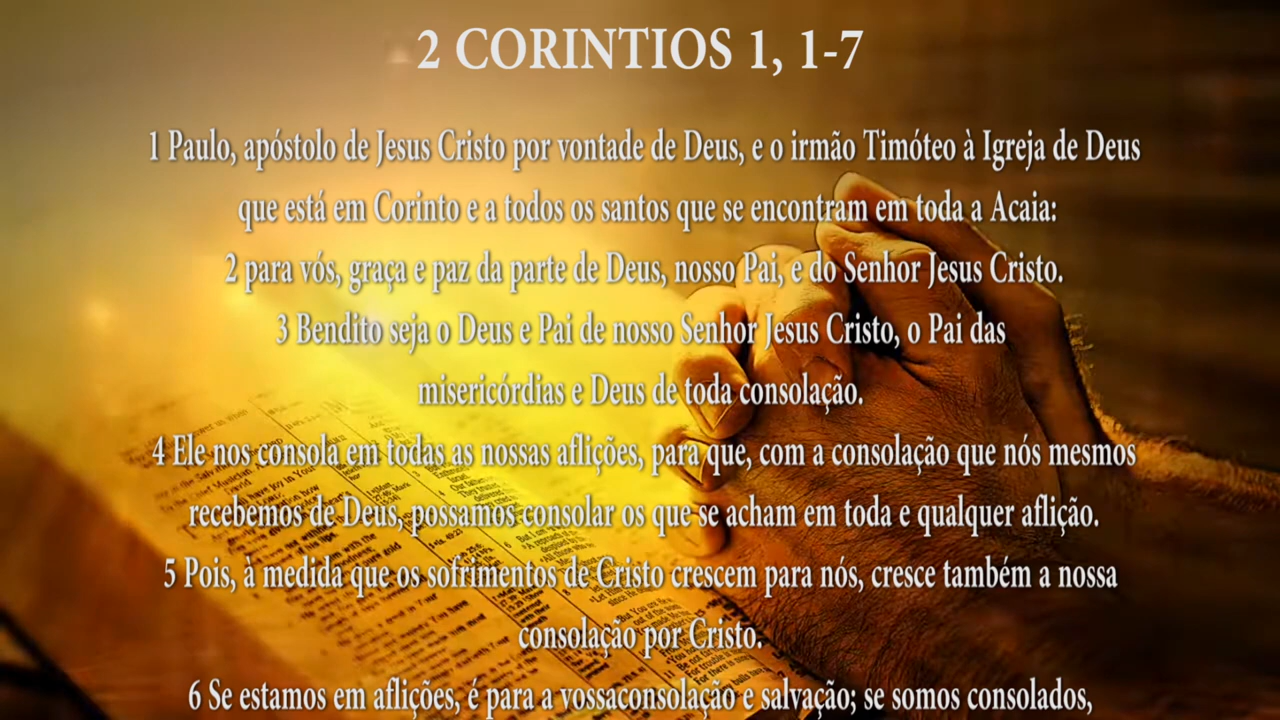 2 CORINTIOS 1, 1-7
1 Paulo, apóstolo de Jesus Cristo por vontade de Deus, e o irmão Timóteo à Igreja de Deus
que está em Corinto e a todos os santos que se encontram em toda a Acaia:
2 para vós, graça e paz da parte de Deus, nosso Pai, e do Senhor Jesus Cristo.
3 Bendito seja o Deus e Pai de nosso Senhor Jesus Cristo, o Pai das
misericórdias e Deus de toda consolação.
4 Ele nos consola em todas as nossas aflições, para que, com a consolação que nós mesmos
recebemos de Deus, possamos consolar os que se acham em toda e qualquer aflição.
5 Pois, à medida que os sofrimentos de Cristo crescem para nós, cresce também a nossa
consolação por Cristo.
6 Se estamos em aflições, é para a vossaconsolação e salvação; se somos consolados,